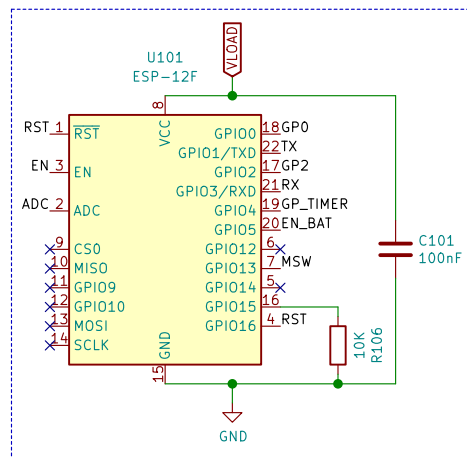 VLOAD
U101
ESP-12F
8
VCC
RST 1 RST
GPIO0 18 GP0
GPIO1/TXD 22 TX
EN 3 EN
GPIO2 17 GP2
GPIO3/RXD 21 RX
ADC 2 ADC
GPIO4 19 GP_TIMER
GPIO5 20 EN_BAT
9 CS0
GPIO12 6
10 MISO
GPIO13 7 MSW
11 GPIO9
GPIO14 5
12 GPIO10
GPIO15 16
13 MOSI
GPIO16 4 RST
14 SCLK
GND
15
C101
100nF
10K
R106
GND